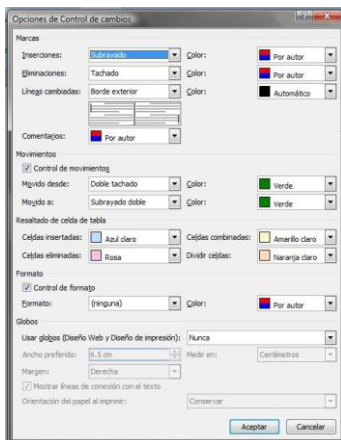 Opciones de Control de cambios
Marcas
Inserciones: Subrayado Color: Por autor
Eliminaciones: Tachado Color: Por autor
Líneas cambiadas: Borde exterior Color: Automático
Comentarios: Por autor
Movimientos
Control de movimientos
Movido desde: Doble tachado Color: Verde
Movido a: Subrayado doble Color: Verde
Resaltado de celda de tabla
Celdas insertadas: Azul claro Celdas combinadas: Amarillo claro
Celdas eliminadas: Rosa Dividir celdas: Naranja claro
Formato
Control de formato
Formato: (ninguna) Color: Por autor
Globos
Usar globos (Diseño Web y Diseño de impresión): Nunca
Ancho preferido: 6.5 cm Medir en: Centímetros
Margen: Derecha
Mostrar líneas de conexión con el texto
Orientación del papel al imprimir: Conservar
Aceptar Cancelar